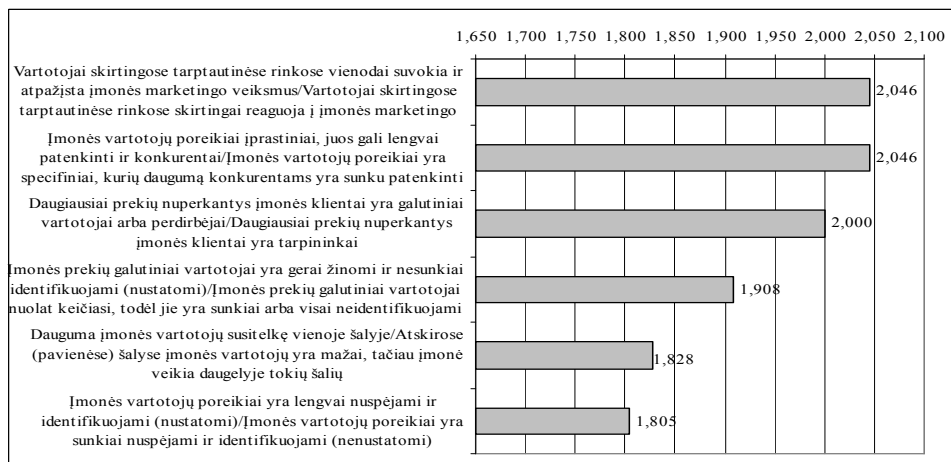 1,650 1,700 1,750 1,800 1,850 1,900 1,950 2,000 2,050 2,100
Vartotojai skirtingose tarptautinėse rinkose vienodai suvokia ir
atpažįsta įmonės marketingo veiksmus/Vartotojai skirtingose
tarptautinėse rinkose skirtingai reaguoja į įmonės marketingo
2,046
Įmonės vartotojų poreikiai įprastiniai, juos gali lengvai
patenkinti ir konkurentai/Įmonės vartotojų poreikiai yra
specifiniai, kurių daugumą konkurentams yra sunku patenkinti
2,046
Daugiausiai prekių nuperkantys įmonės klientai yra galutiniai
vartotojai arba perdirbėjai/Daugiausiai prekių nuperkantys
įmonės klientai yra tarpininkai
2,000
Įmonės prekių galutiniai vartotojai yra gerai žinomi ir nesunkiai
identifikuojami (nustatomi)/Įmonės prekių galutiniai vartotojai
nuolat keičiasi, todėl jie yra sunkiai arba visai neidentifikuojami
1,908
Dauguma įmonės vartotojų susitelkę vienoje šalyje/Atskirose
(pavienėse) šalyse įmonės vartotojų yra mažai, tačiau įmonė
veikia daugelyje tokių šalių
1,828
Įmonės vartotojų poreikiai yra lengvai nuspėjami ir
identifikuojami (nustatomi)/Įmonės vartotojų poreikiai yra
sunkiai nuspėjami ir identifikuojami (nenustatomi)
1,805